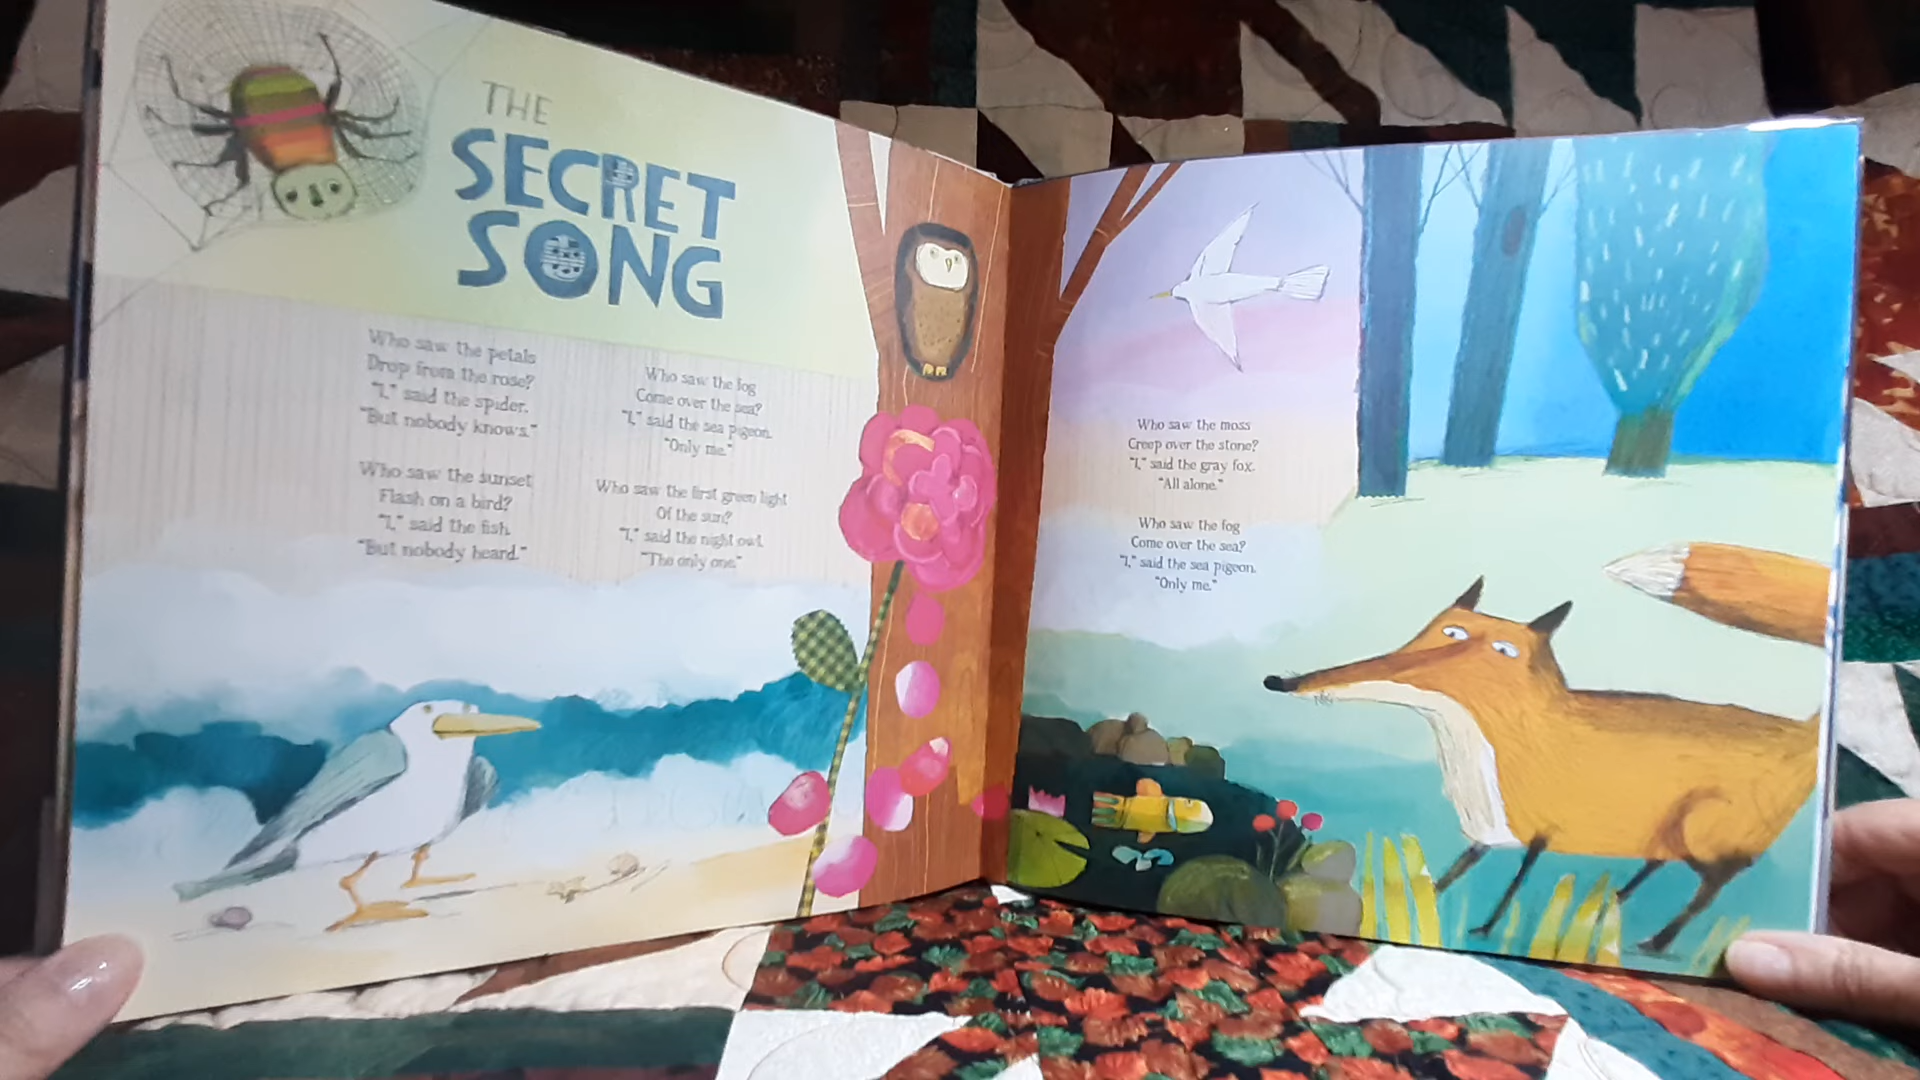 THE
SECRET
SONG
Who saw the petals
Drop from the rose?
"I," said the spider,
"But nobody knows."
Who saw the sunset
Flash on a bird?
"I," said the fish,
"But nobody heard."
Who saw the fog
Come over the sea?
"I," said the sea pigeon,
"Only me."
Who saw the first green light
Of the sun?
"I," said the night owl,
"The only one."
Who saw the moss
Creep over the stone?
"I," said the gray fox,
"All alone."
Who saw the fog
Come over the sea?
"I," said the sea pigeon,
"Only me."